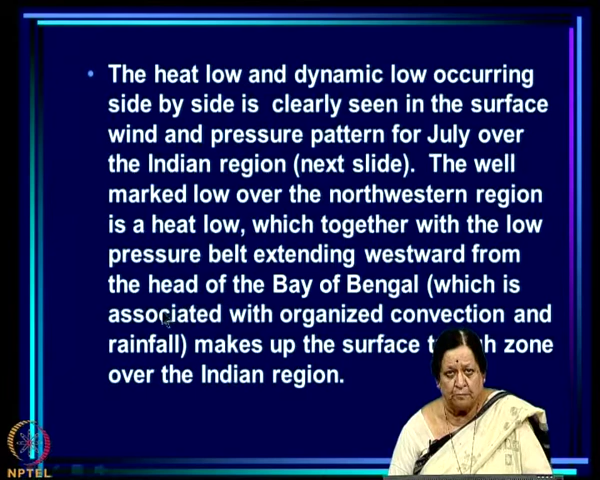 The heat low and dynamic low occurring
side by side is clearly seen in the surface
wind and pressure pattern for July over
the Indian region (next slide). The well
marked low over the northwestern region
is a heat low, which together with the low
pressure belt extending westward from
the head of the Bay of Bengal (which is
associated with organized convection and
rainfall) makes up the surface zone
over the Indian region.
NPTEL